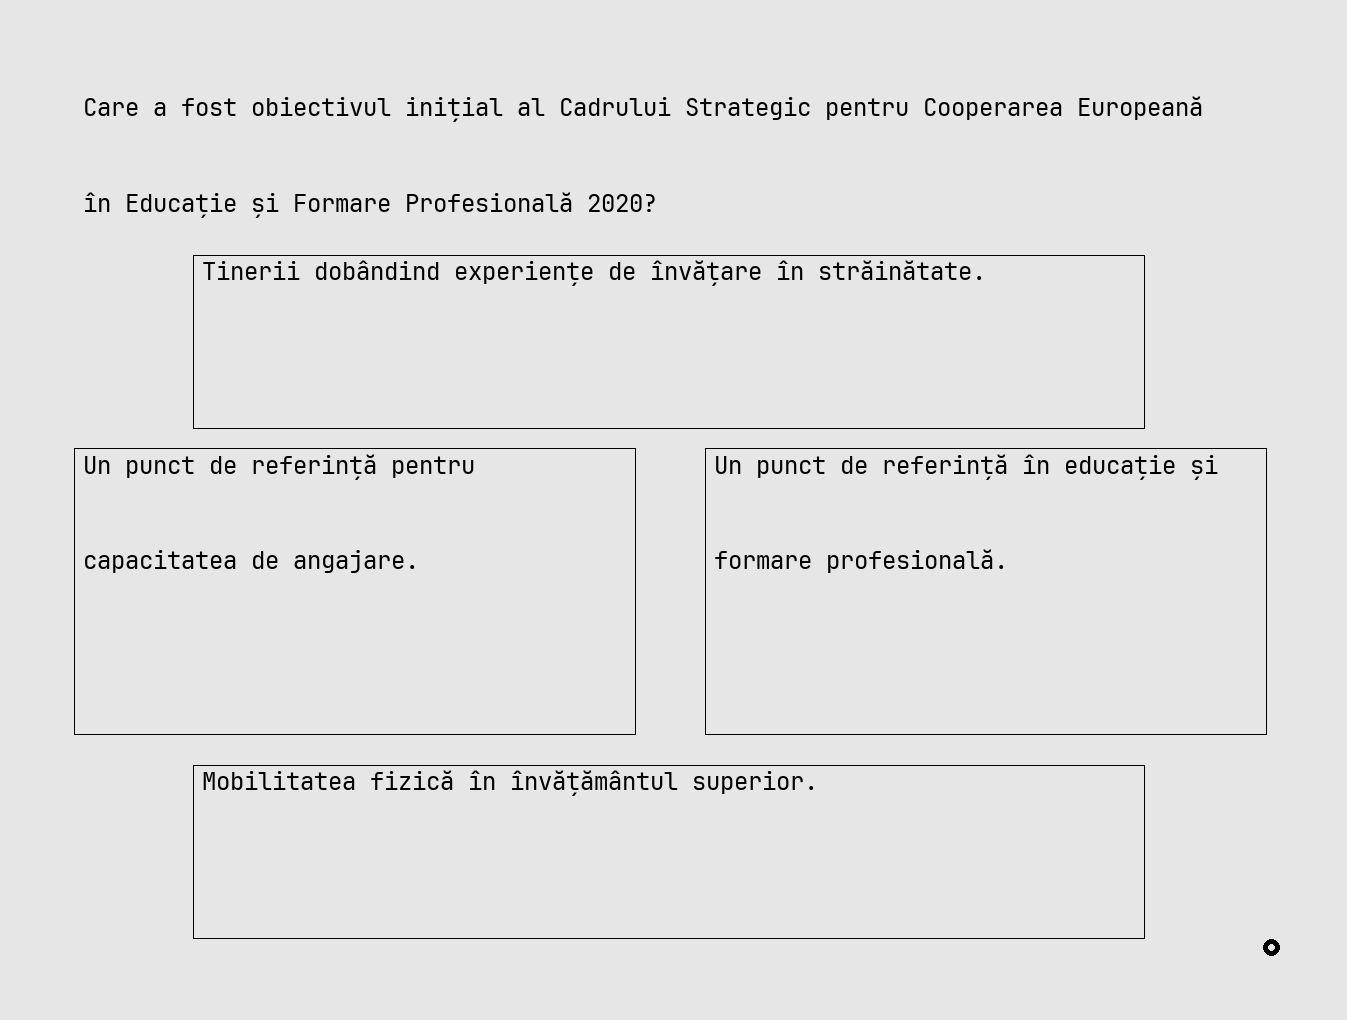 Care a fost obiectivul inițial al Cadrului Strategic pentru Cooperarea Europeană
în Educație și Formare Profesională 2020?
Tinerii dobândind experiențe de învățare în străinătate.
Un punct de referință pentru
capacitatea de angajare.
Un punct de referință în educație și
formare profesională.
Mobilitatea fizică în învățământul superior.